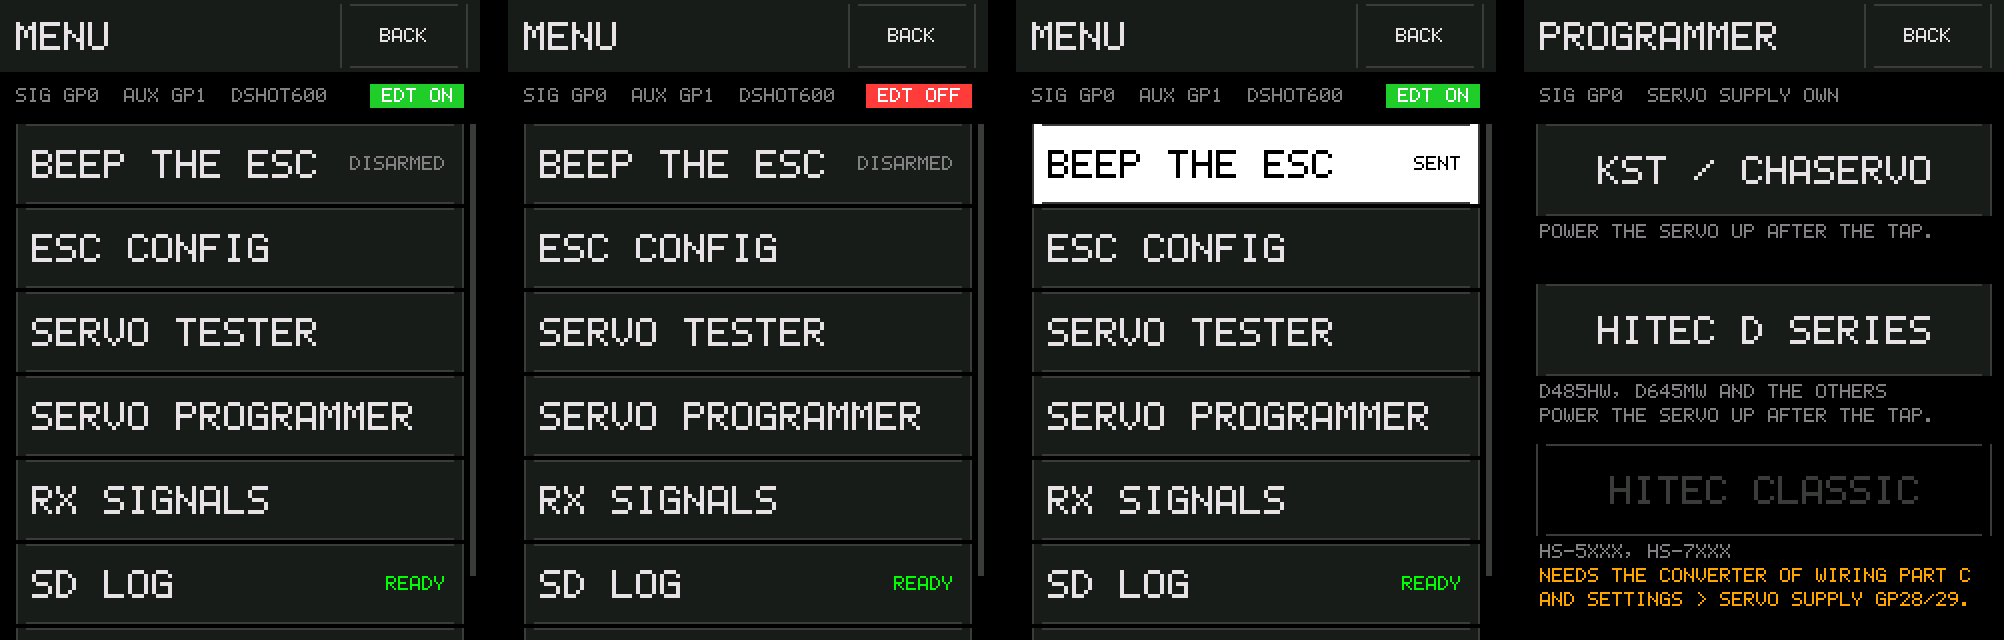 MENU BACK
SIG GP0 AUX GP1 DSHOT600 EDT ON
BEEP THE ESC DISARMED
ESC CONFIG
SERVO TESTER
SERVO PROGRAMMER
RX SIGNALS
SD LOG READY
MENU BACK
SIG GP0 AUX GP1 DSHOT600 EDT OFF
BEEP THE ESC DISARMED
ESC CONFIG
SERVO TESTER
SERVO PROGRAMMER
RX SIGNALS
SD LOG READY
MENU BACK
SIG GP0 AUX GP1 DSHOT600 EDT ON
BEEP THE ESC SENT
ESC CONFIG
SERVO TESTER
SERVO PROGRAMMER
RX SIGNALS
SD LOG READY
PROGRAMMER BACK
SIG GP0 SERVO SUPPLY OWN
KST / CHASERVO
POWER THE SERVO UP AFTER THE TAP.
HITEC D SERIES
D485HW, D645MW AND THE OTHERS
POWER THE SERVO UP AFTER THE TAP.
HITEC CLASSIC
HS-5XXX, HS-7XXX
NEEDS THE CONVERTER OF WIRING PART C
AND SETTINGS > SERVO SUPPLY GP28/29.